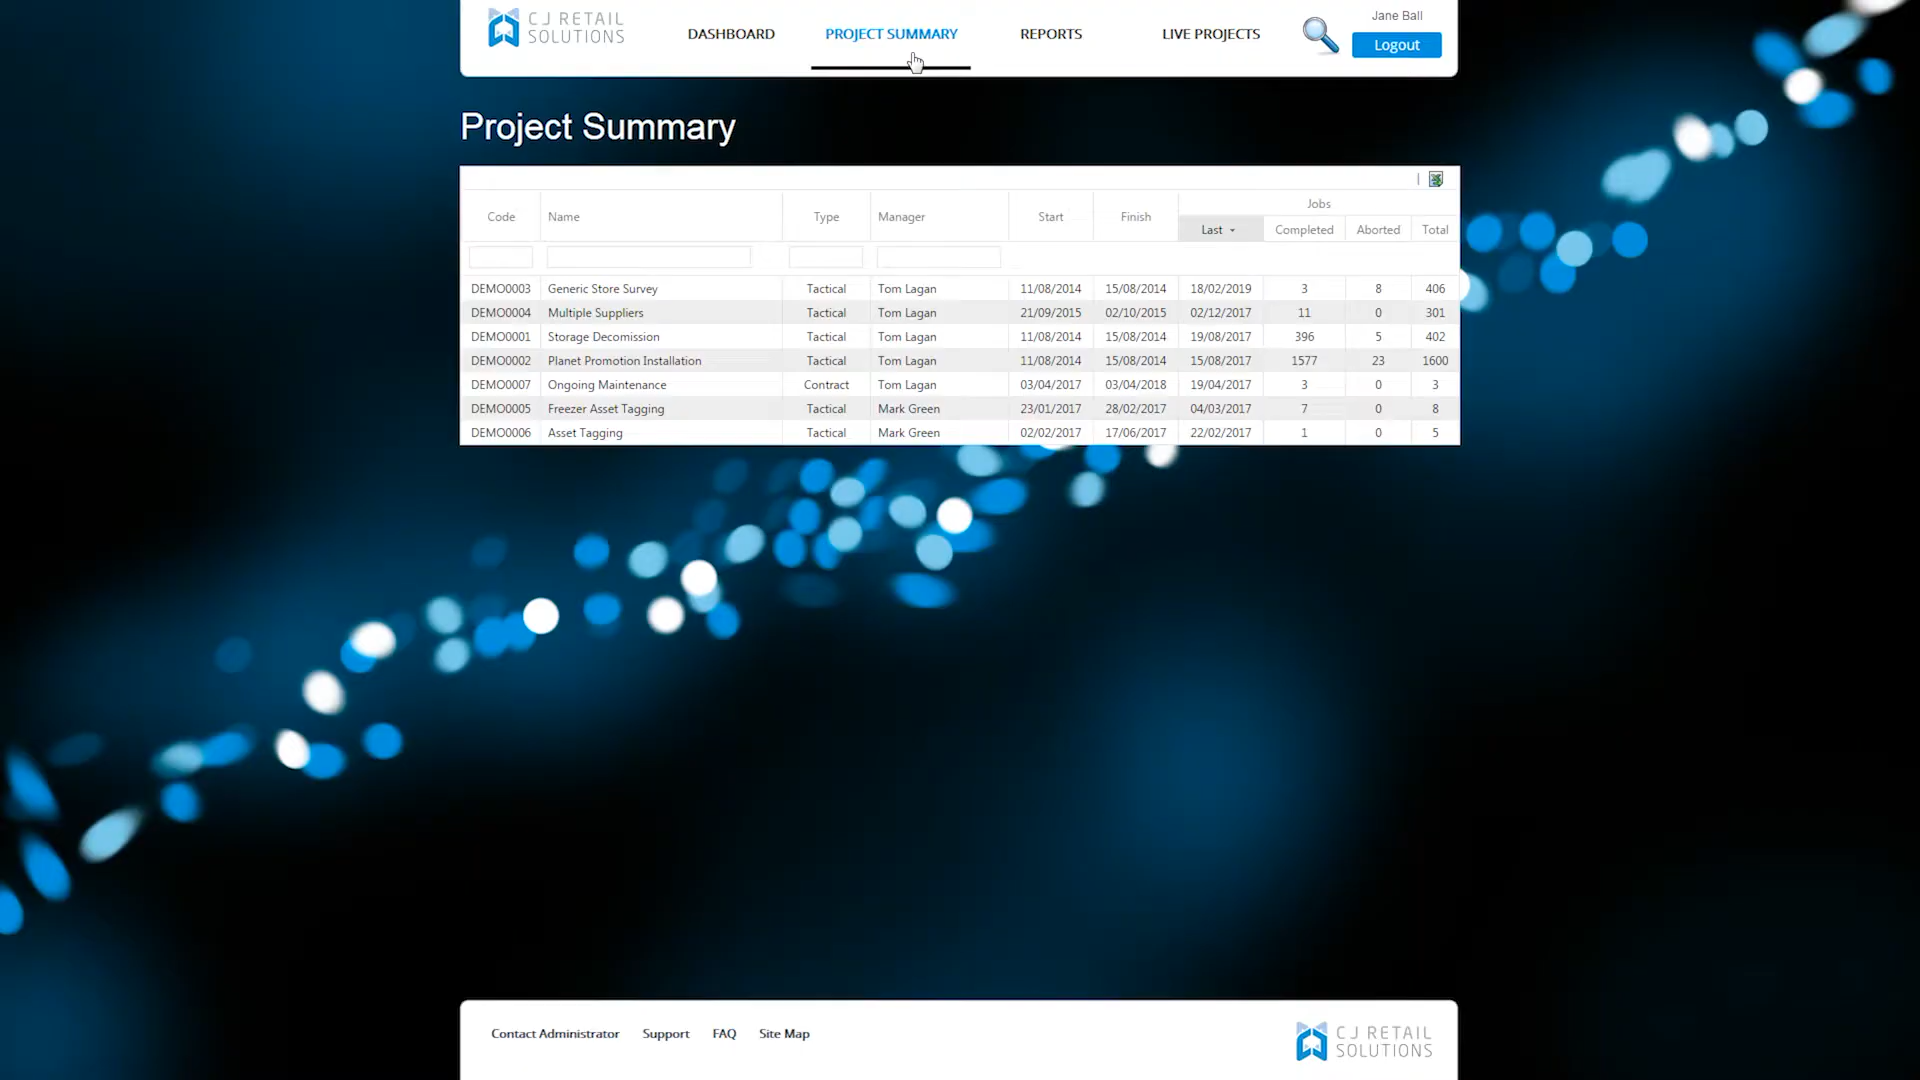 CJ RETAIL
SOLUTIONS
DASHBOARD PROJECT SUMMARY REPORTS LIVE PROJECTS
Jane Ball
Logout
Project Summary
Code Name Type Manager Start Finish Jobs
Last Completed Aborted Total
DEMO0003 Generic Store Survey Tactical Tom Lagan 11/08/2014 15/08/2014 18/02/2019 3 8 406
DEMO0004 Multiple Suppliers Tactical Tom Lagan 21/09/2015 02/10/2015 02/12/2017 11 0 301
DEMO0001 Storage Decomission Tactical Tom Lagan 11/08/2014 15/08/2014 19/08/2017 396 5 402
DEMO0002 Planet Promotion Installation Tactical Tom Lagan 11/08/2014 15/08/2014 15/08/2017 1577 23 1600
DEMO0007 Ongoing Maintenance Contract Tom Lagan 03/04/2017 03/04/2018 19/04/2017 3 0 3
DEMO0005 Freezer Asset Tagging Tactical Mark Green 23/01/2017 28/02/2017 04/03/2017 7 0 8
DEMO0006 Asset Tagging Tactical Mark Green 02/02/2017 17/06/2017 22/02/2017 1 0 5
Contact Administrator Support FAQ Site Map
CJ RETAIL
SOLUTIONS